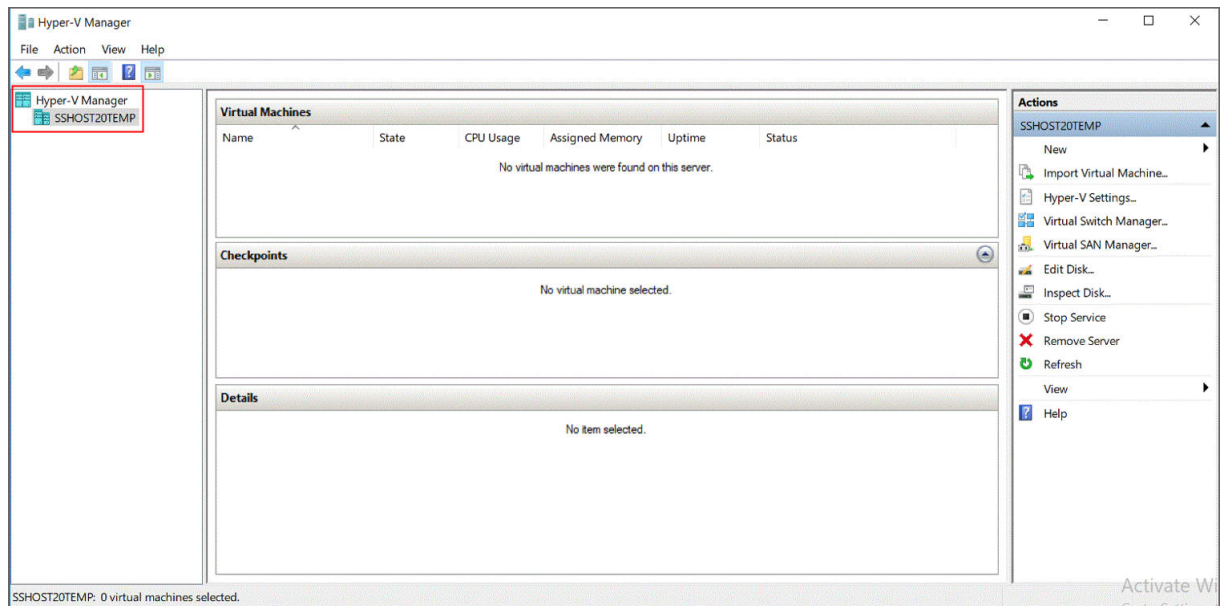 Hyper-V Manager
File Action View Help
Hyper-V Manager
SSHOST20TEMP
Virtual Machines
Name State CPU Usage Assigned Memory Uptime Status
No virtual machines were found on this server.
Checkpoints
No virtual machine selected.
Details
No item selected.
Actions
SSHOST20TEMP
New
Import Virtual Machine...
Hyper-V Settings...
Virtual Switch Manager...
Virtual SAN Manager...
Edit Disk...
Inspect Disk...
Stop Service
Remove Server
Refresh
View
Help
Activate Wi
SSHOST20TEMP: 0 virtual machines selected.